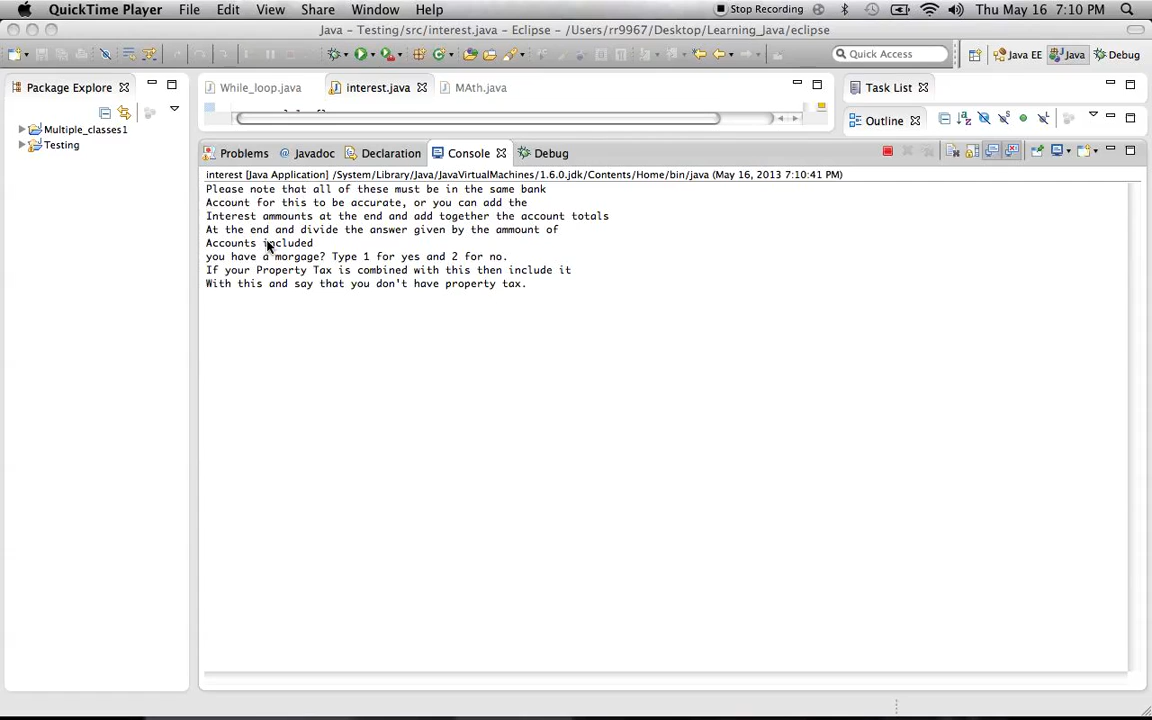 QuickTime Player File Edit View Share Window Help Stop Recording Thu May 16 7:10 PM
Java – Testing/src/interest.java – Eclipse – /Users/rr9967/Desktop/Learning_Java/eclipse
Quick Access Java EE Java Debug
Package Explore While_loop.java interest.java MAth.java Task List
Outline
Multiple_classes1
Testing
Problems @ Javadoc Declaration Console Debug
interest [Java Application] /System/Library/Java/JavaVirtualMachines/1.6.0.jdk/Contents/Home/bin/java (May 16, 2013 7:10:41 PM)
Please note that all of these must be in the same bank
Account for this to be accurate, or you can add the
Interest ammounts at the end and add together the account totals
At the end and divide the answer given by the ammount of
Accounts included
you have a morgage? Type 1 for yes and 2 for no.
If your Property Tax is combined with this then include it
With this and say that you don't have property tax.